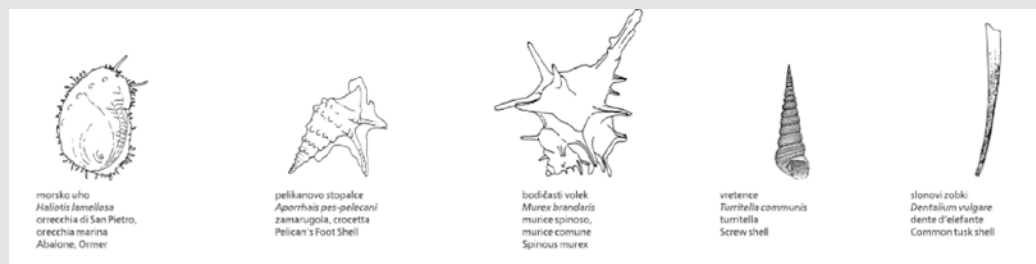 morsko uho
Haliotis lamellosa
orrecchia di San Pietro,
orecchia marina
Abalone, Ormer
pelikanovo stopalce
Aporrhais pes-pelecani
zamarugola, crocetta
Pelican's Foot Shell
bodičasti volek
Murex brandaris
murice spinoso,
murice comune
Spinous murex
vretence
Turritella communis
turritella
Screw shell
slonovi zobki
Dentalium vulgare
dente d'elefante
Common tusk shell